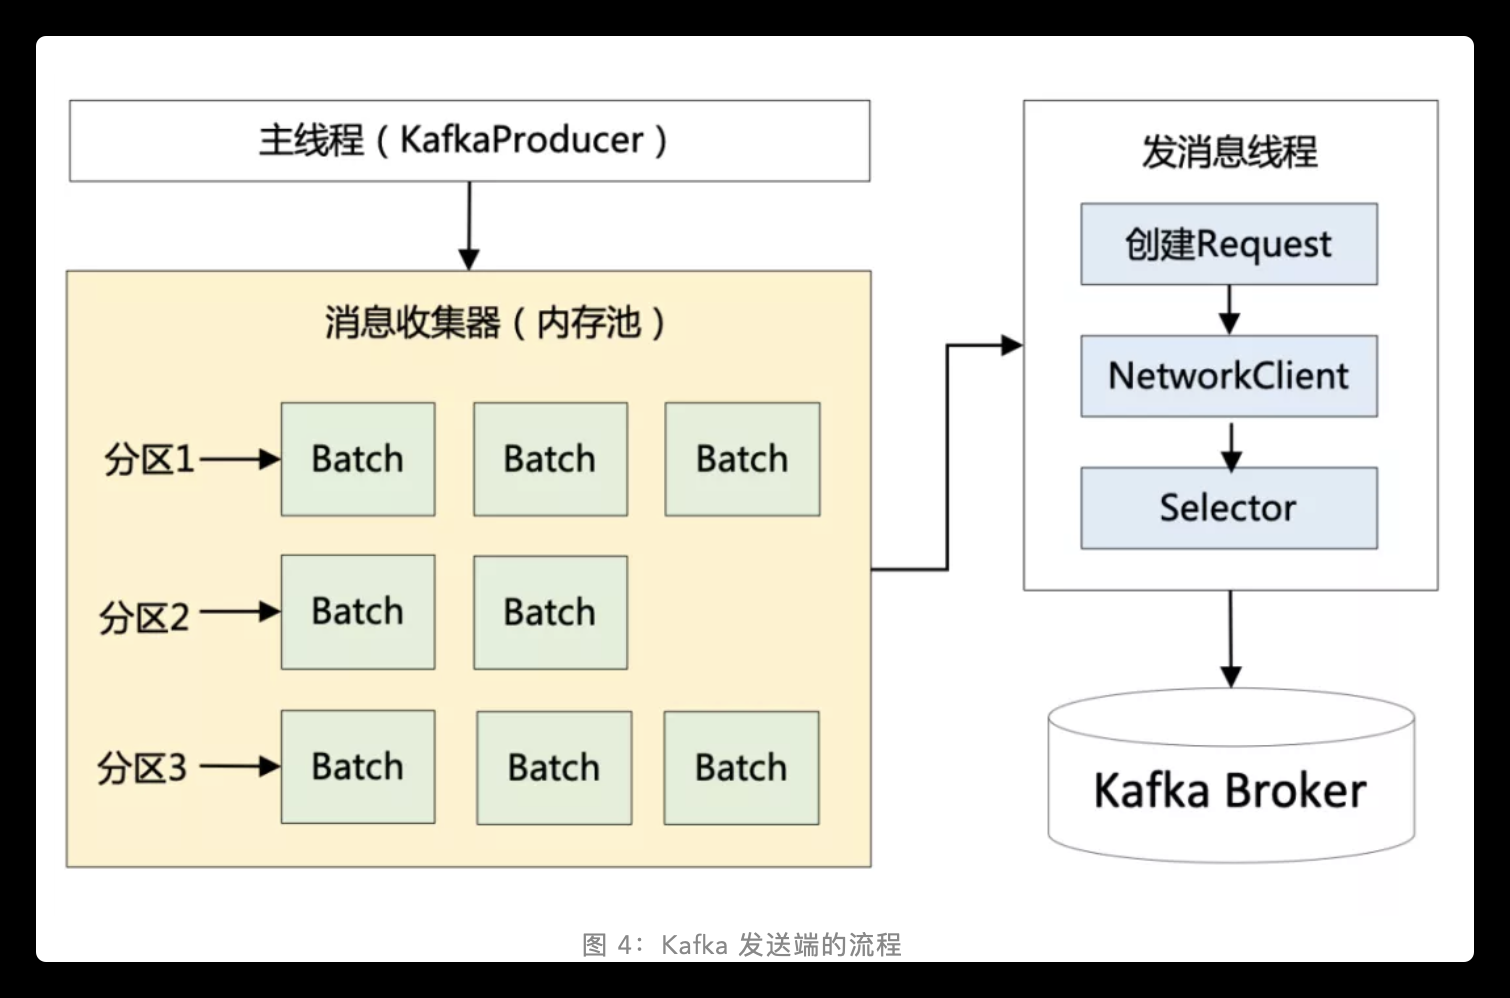 主线程（KafkaProducer）
消息收集器（内存池）
分区1
Batch
Batch
Batch
分区2
Batch
Batch
分区3
Batch
Batch
Batch
发消息线程
创建Request
NetworkClient
Selector
Kafka Broker
图 4：Kafka 发送端的流程